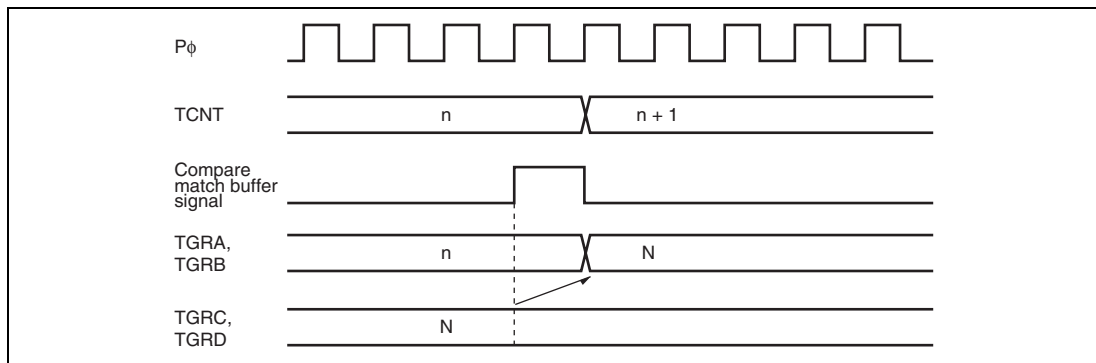 Pϕ
TCNT
n
n + 1
Compare
match buffer
signal
TGRA,
TGRB
n
N
TGRC,
TGRD
N